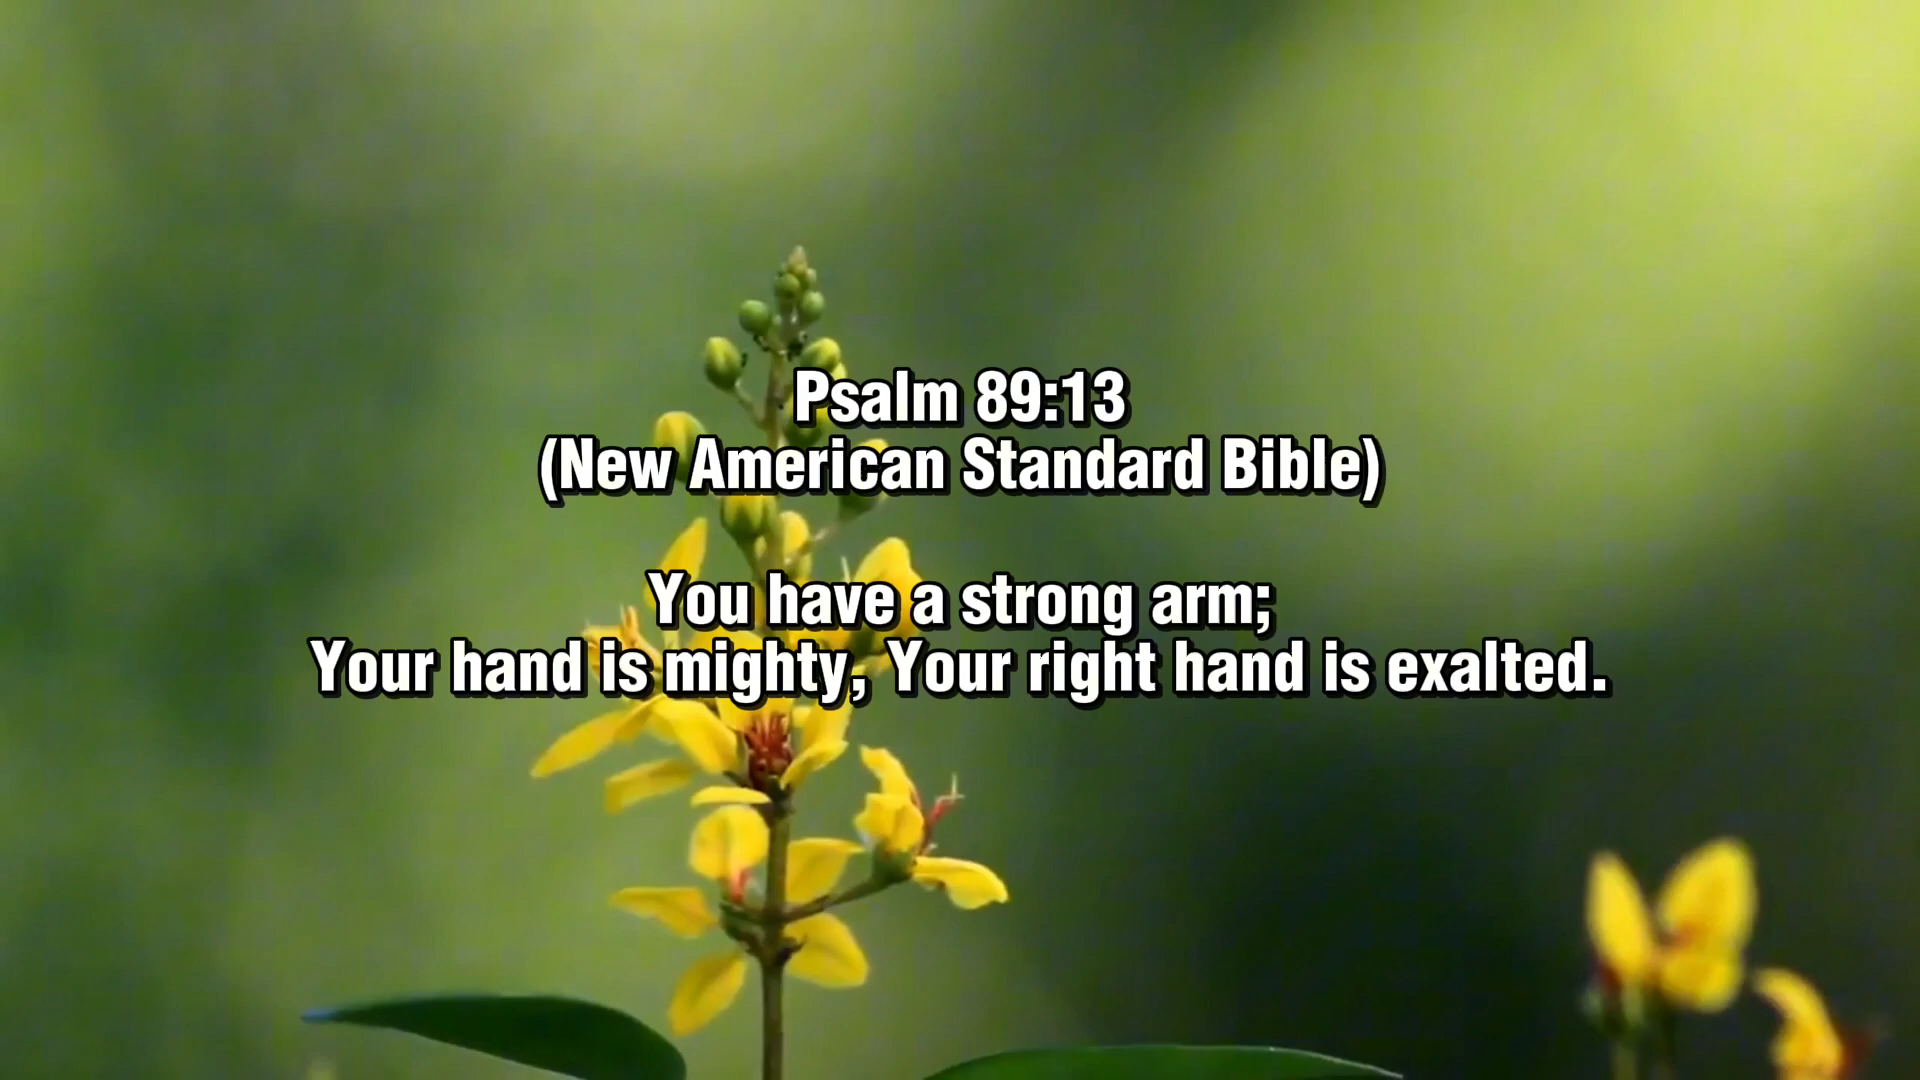 Psalm 89:13
(New American Standard Bible)
You have a strong arm;
Your hand is mighty, Your right hand is exalted.